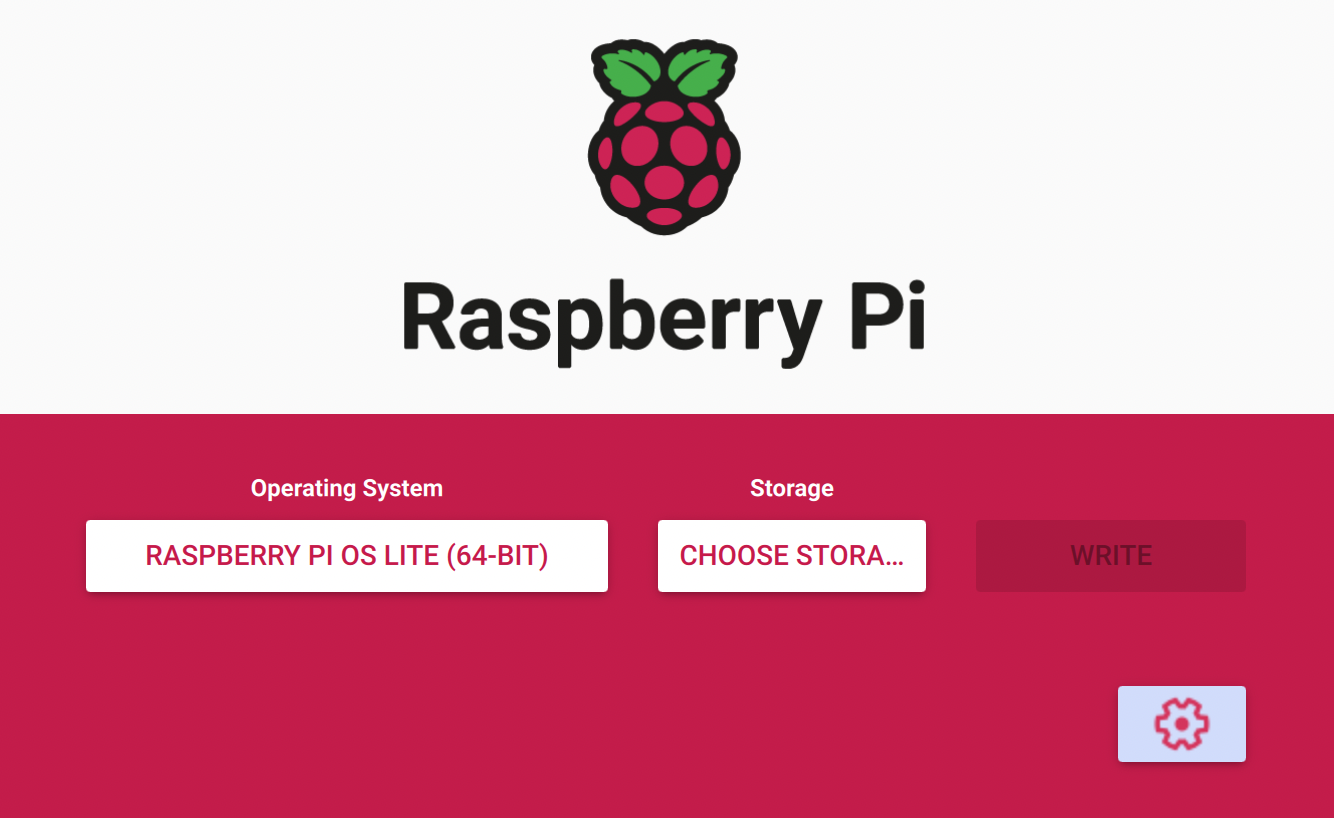 Raspberry Pi
Operating System
Storage
RASPBERRY PI OS LITE (64-BIT)
CHOOSE STORA...
WRITE